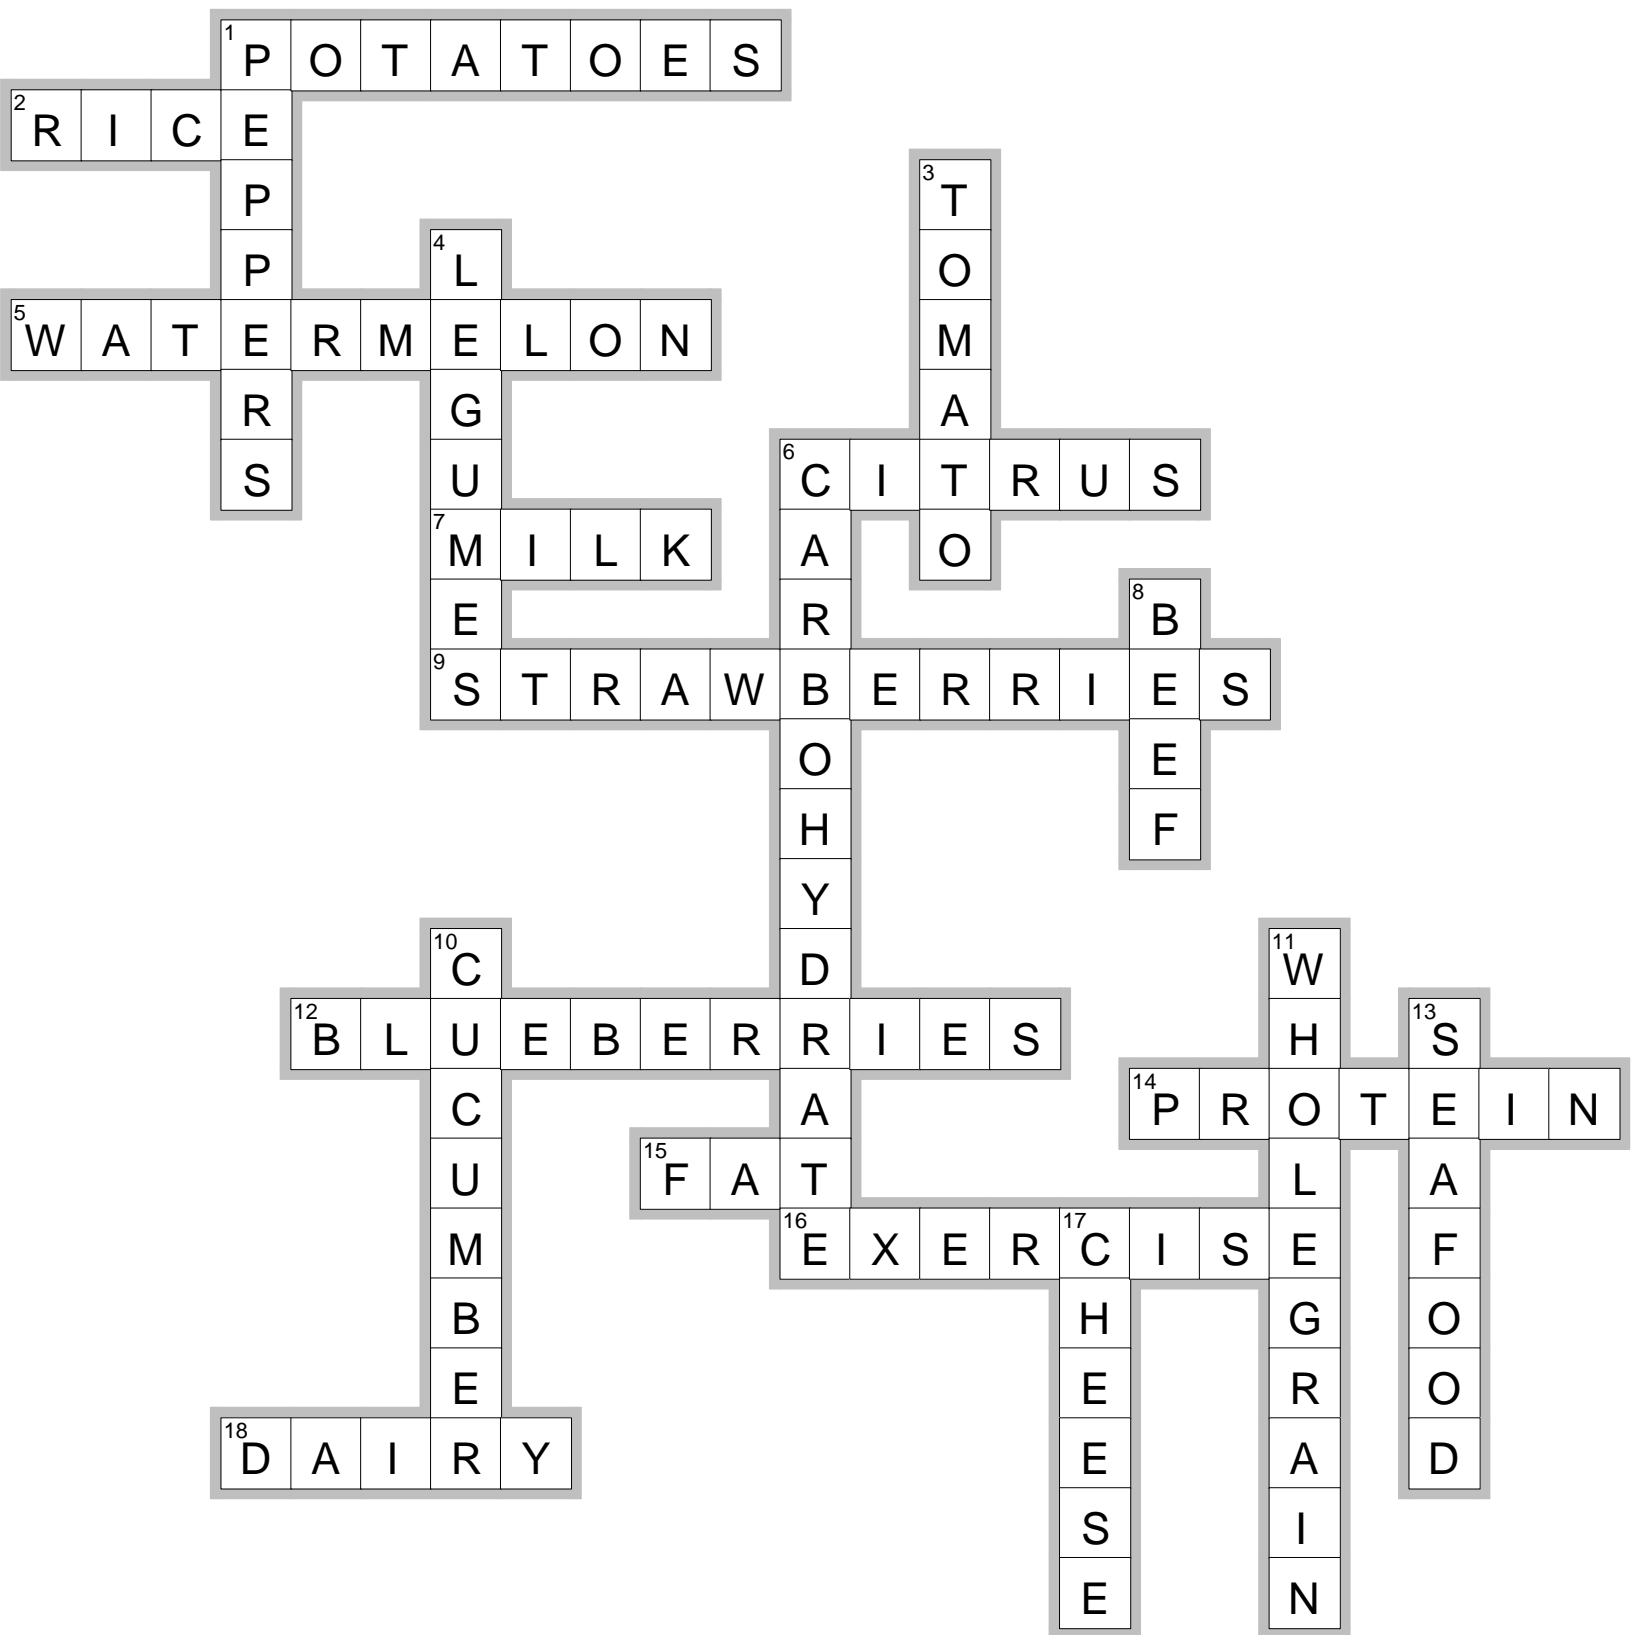 1 POTATOES
2 RICE
PEPPERS
3 TOMATO
4 LEGUMES
5 WATERMELON
6 CITRUS
CARBOHYDRATE
7 MILK
8 BEEF
9 STRAWBERRIES
10 CUCUMBER
11 WHOLEGRAIN
12 BLUEBERRIES
13 SEAFOOD
14 PROTEIN
15 FAT
16 EXERCISE
17 CHEESE
18 DAIRY